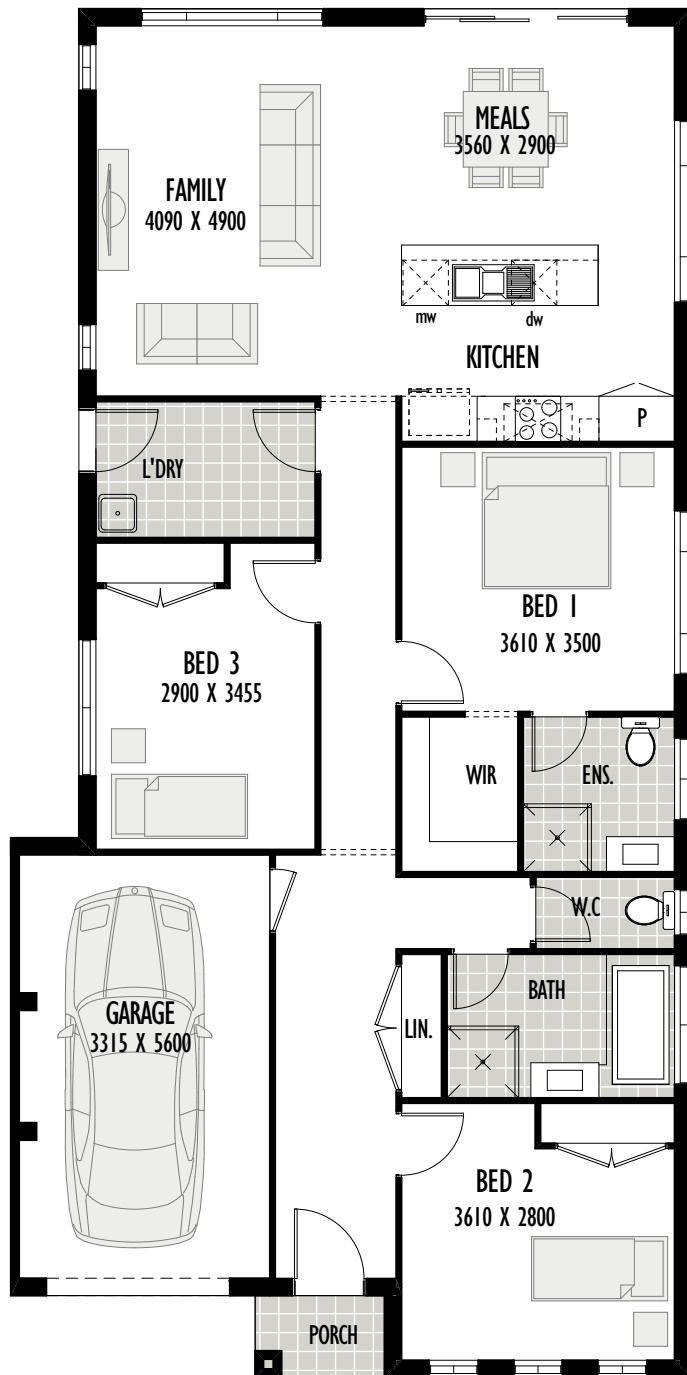 MEALS
3560 X 2900
FAMILY
4090 X 4900
mw
dw
KITCHEN
P
L'DRY
BED 1
3610 X 3500
BED 3
2900 X 3455
WIR
ENS.
W.C
BATH
GARAGE
3315 X 5600
LIN.
BED 2
3610 X 2800
PORCH